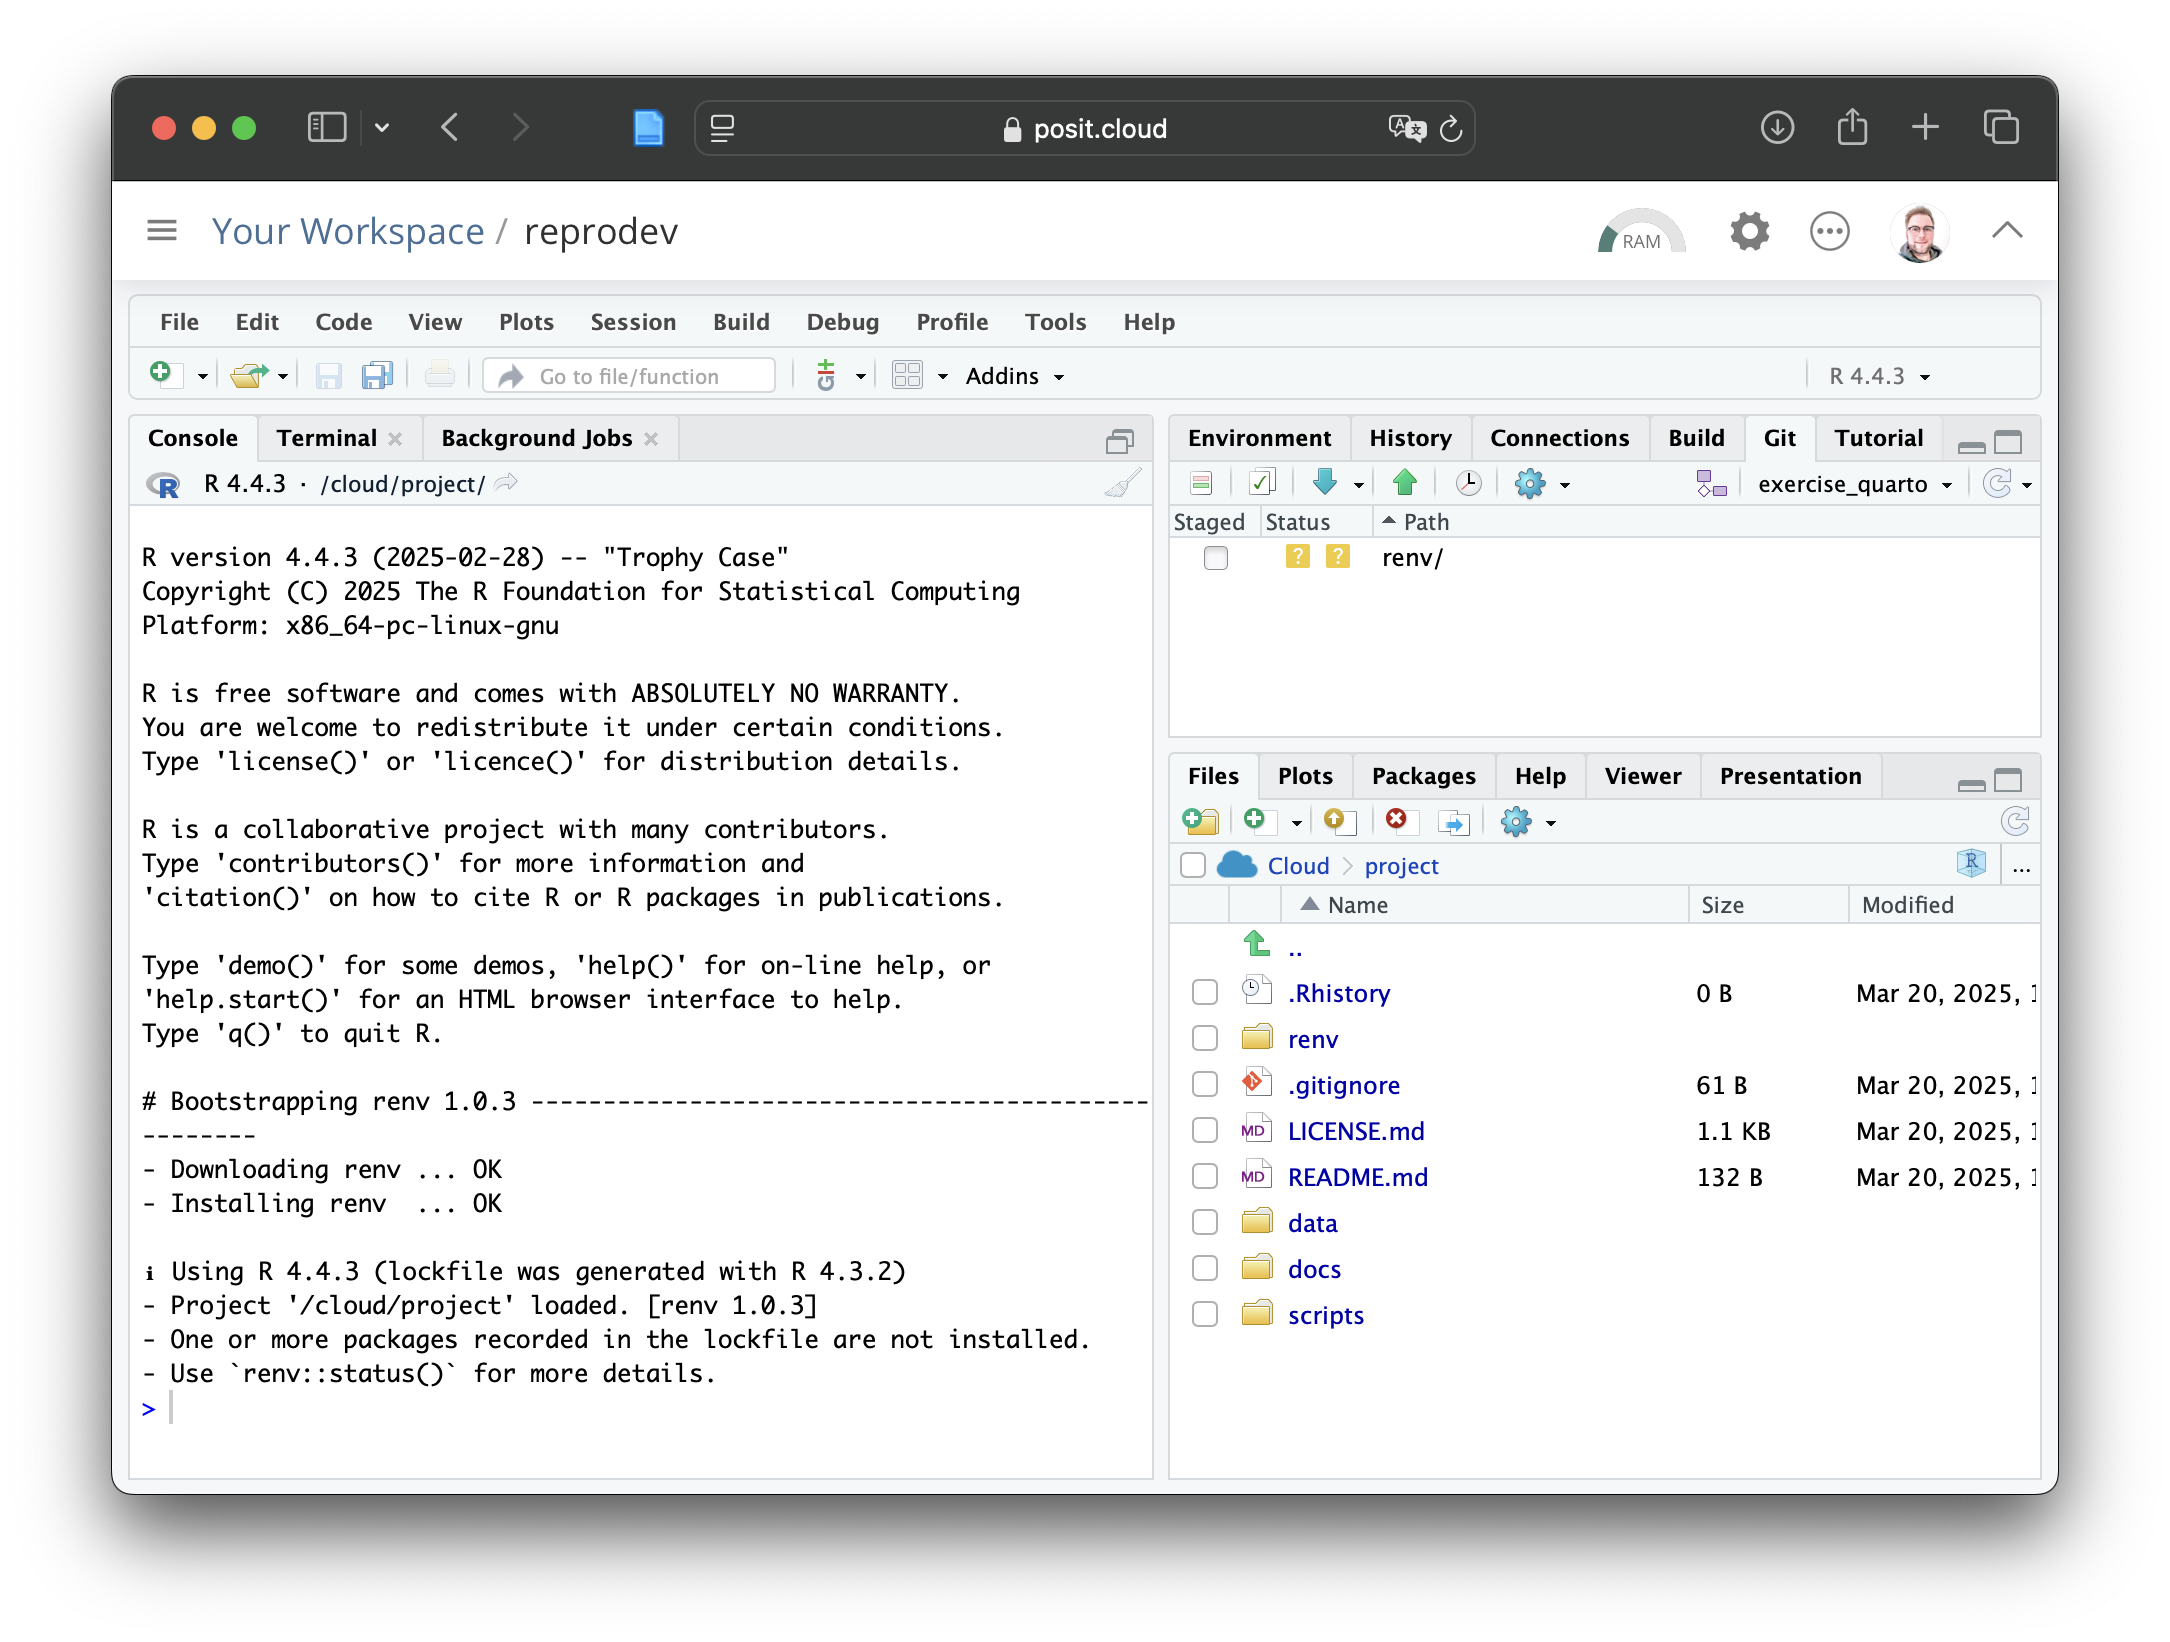 posit.cloud
Your Workspace / reprodev
RAM
File Edit Code View Plots Session Build Debug Profile Tools Help
Go to file/function
Addins
R 4.4.3
Console Terminal Background Jobs
R 4.4.3 · /cloud/project/
R version 4.4.3 (2025-02-28) -- "Trophy Case"
Copyright (C) 2025 The R Foundation for Statistical Computing
Platform: x86_64-pc-linux-gnu
R is free software and comes with ABSOLUTELY NO WARRANTY.
You are welcome to redistribute it under certain conditions.
Type 'license()' or 'licence()' for distribution details.
R is a collaborative project with many contributors.
Type 'contributors()' for more information and
'citation()' on how to cite R or R packages in publications.
Type 'demo()' for some demos, 'help()' for on-line help, or
'help.start()' for an HTML browser interface to help.
Type 'q()' to quit R.
# Bootstrapping renv 1.0.3 -------------------------------------------
--------
- Downloading renv ... OK
- Installing renv  ... OK
ℹ Using R 4.4.3 (lockfile was generated with R 4.3.2)
- Project '/cloud/project' loaded. [renv 1.0.3]
- One or more packages recorded in the lockfile are not installed.
- Use `renv::status()` for more details.
>
Environment History Connections Build Git Tutorial
exercise_quarto
Staged Status Path
? ? renv/
Files Plots Packages Help Viewer Presentation
Cloud project
R ...
Name Size Modified
..
.Rhistory 0 B Mar 20, 2025, 1
renv
.gitignore 61 B Mar 20, 2025, 1
MD LICENSE.md 1.1 KB Mar 20, 2025, 1
MD README.md 132 B Mar 20, 2025, 1
data
docs
scripts